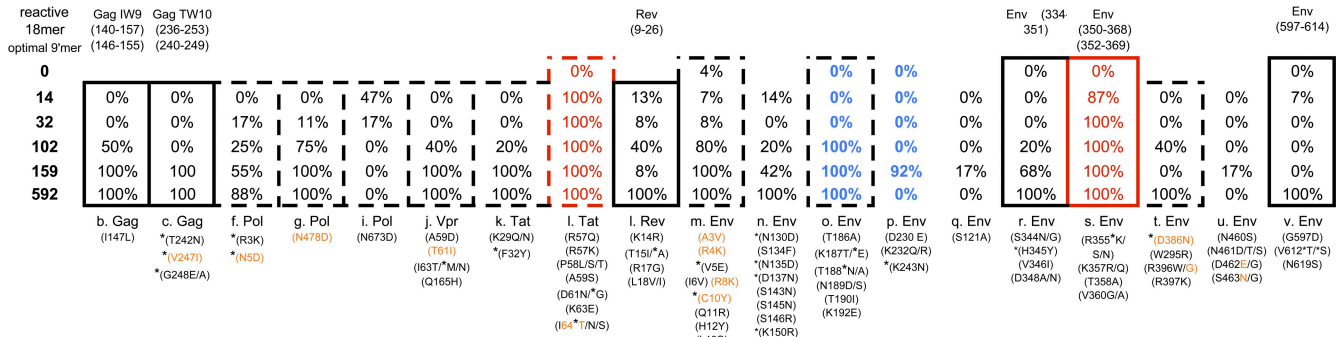 reactive Gag IW9 Gag TW10 Rev Env (334- Env Env
18mer (140-157) (236-253) (9-26) 351) (350-368) (597-614)
optimal 9'mer (146-155) (240-249) (352-369)
0 0% 4% 0% 0% 0% 0% 0%
14 0% 0% 0% 0% 47% 0% 0% 100% 13% 7% 14% 0% 0% 0% 0% 87% 0% 0% 7%
32 0% 0% 17% 11% 17% 0% 0% 100% 8% 8% 0% 0% 0% 0% 0% 100% 0% 0% 0%
102 50% 0% 25% 75% 0% 40% 20% 100% 40% 80% 20% 100% 0% 0% 20% 100% 40% 0% 0%
159 100% 100 55% 100% 0% 100% 100% 100% 8% 100% 42% 100% 92% 17% 68% 100% 0% 17% 0%
592 100% 100 88% 100% 0% 100% 100% 100% 100% 100% 100% 100% 0% 0% 100% 100% 100% 0% 100%
b. Gag c. Gag f. Pol g. Pol i. Pol j. Vpr k. Tat l. Tat l. Rev m. Env n. Env o. Env p. Env q. Env r. Env s. Env t. Env u. Env v. Env
(I147L)
*(T242N)
*(V247I)
*(G248E/A)
*(R3K)
*(N5D)
(N478D)
(N673D)
(A59D)
(T61I)
(I63T/*M/N)
(Q165H)
(K29Q/N)
*(F32Y)
(R57Q)
(R57K)
(P58L/S/T)
(A59S)
(D61N/*G)
(K63E)
(I64*T/N/S)
(K14R)
(T15I/*A)
(R17G)
(L18V/I)
(A3V)
(R4K)
*(V5E)
(I6V) (R8K)
*(C10Y)
(Q11R)
(H12Y)
*(N130D)
(S134F)
*(N135D)
*(D137N)
(S143N)
(S145N)
(S146R)
*(K150R)
(T186A)
(K187T/*E)
(T188*N/A)
(N189D/S)
(T190I)
(K192E)
(D230 E)
(K232Q/R)
*(K243N)
(S121A)
(S344N/G)
*(H345Y)
(V346I)
(D348A/N)
(R355*K/
S/N)
(K357R/Q)
(T358A)
(V360G/A)
*(D386N)
(W295R)
(R396W/G)
(R397K)
(N460S)
(N461D/T/S)
(D462E/G)
(S463N/G)
(G597D)
(V612*T/*S)
(N619S)